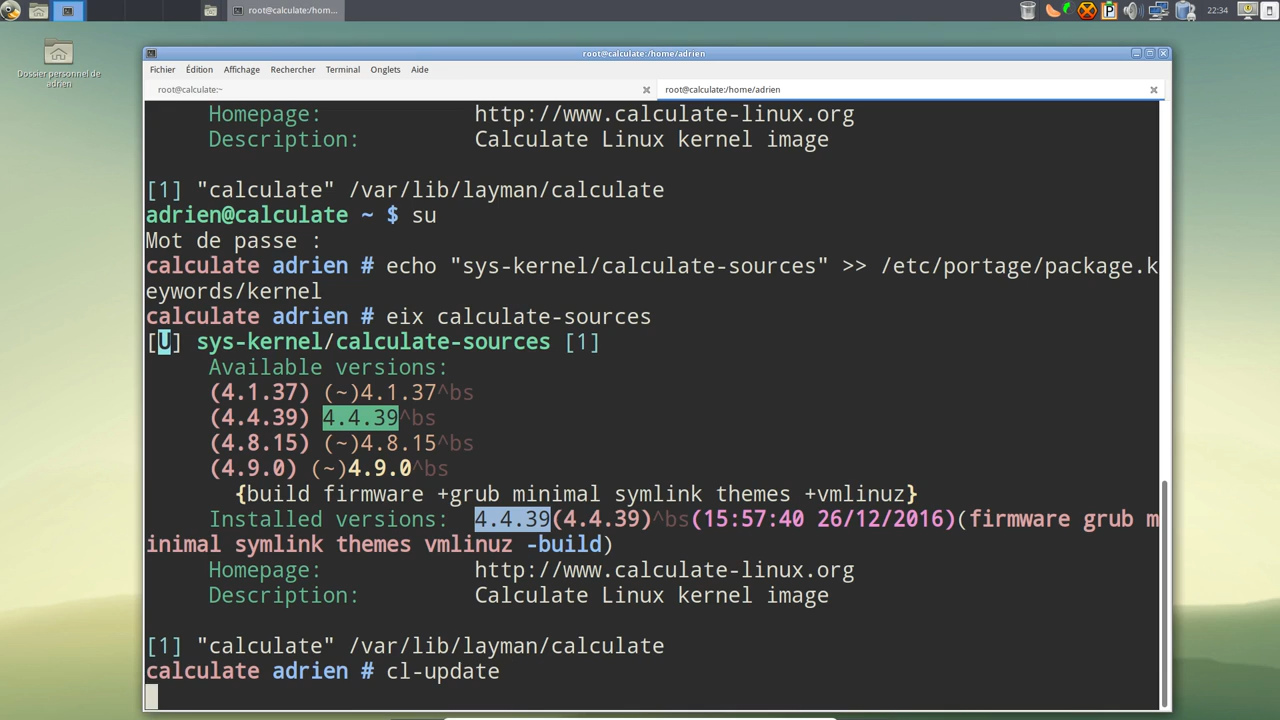 root@calculate:/hom...
22:34
Dossier personnel de
adrien
root@calculate:/home/adrien
Fichier Édition Affichage Rechercher Terminal Onglets Aide
root@calculate:~ root@calculate:/home/adrien
Homepage: http://www.calculate-linux.org
Description: Calculate Linux kernel image
[1] "calculate" /var/lib/layman/calculate
adrien@calculate ~ $ su
Mot de passe :
calculate adrien # echo "sys-kernel/calculate-sources" >> /etc/portage/package.k
eywords/kernel
calculate adrien # eix calculate-sources
[U] sys-kernel/calculate-sources [1]
Available versions:
(4.1.37) (~)4.1.37^bs
(4.4.39) 4.4.39^bs
(4.8.15) (~)4.8.15^bs
(4.9.0) (~)4.9.0^bs
{build firmware +grub minimal symlink themes +vmlinuz}
Installed versions: 4.4.39(4.4.39)^bs(15:57:40 26/12/2016)(firmware grub m
inimal symlink themes vmlinuz -build)
Homepage: http://www.calculate-linux.org
Description: Calculate Linux kernel image
[1] "calculate" /var/lib/layman/calculate
calculate adrien # cl-update